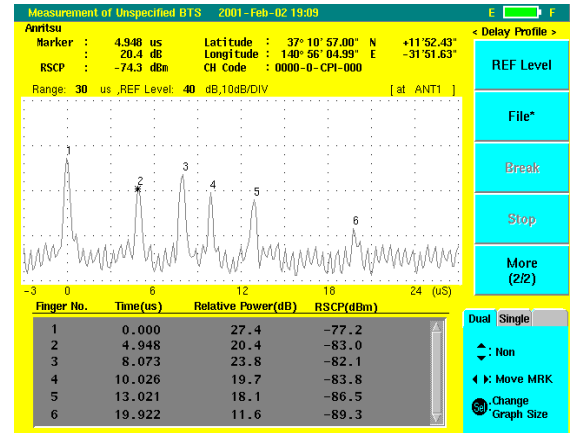 Measurement of Unspecified BTS 2001-Feb-02 19:09 E F
Anritsu
Marker : 4.948 us Latitude : 37° 10' 57.00" N +11'52.43"
: 20.4 dB Longitude : 140° 56' 04.99" E -31'51.63"
RSCP : -74.3 dBm CH Code : 0000-0-CPI-000
Range: 30 us ,REF Level: 40 dB,10dB/DIV [ at ANT1 ]
1
2
3
4
5
6
-3 0 6 12 18 24 (uS)
Finger No. Time(us) Relative Power(dB) RSCP(dBm)
1 0.000 27.4 -77.2
2 4.948 20.4 -83.0
3 8.073 23.8 -82.1
4 10.026 19.7 -83.8
5 13.021 18.1 -86.5
6 19.922 11.6 -89.3
< Delay Profile >
REF Level
File*
Break
Stop
More
(2/2)
Dual Single
: Non
: Move MRK
Sel :Change
Graph Size